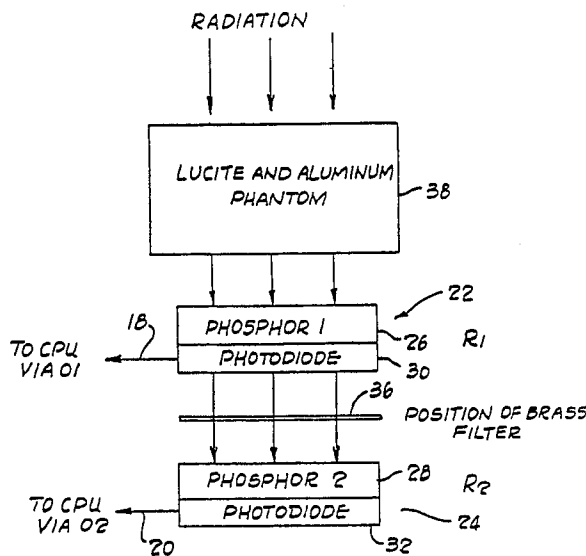 RADIATION
LUCITE AND ALUMINUM
PHANTOM
38
22
PHOSPHOR 1
26
R1
18
TO CPU
VIA 01
PHOTODIODE
30
36
POSITION OF BRASS
FILTER
PHOSPHOR 2
28
R2
TO CPU
VIA 02
PHOTODIODE
24
20
32